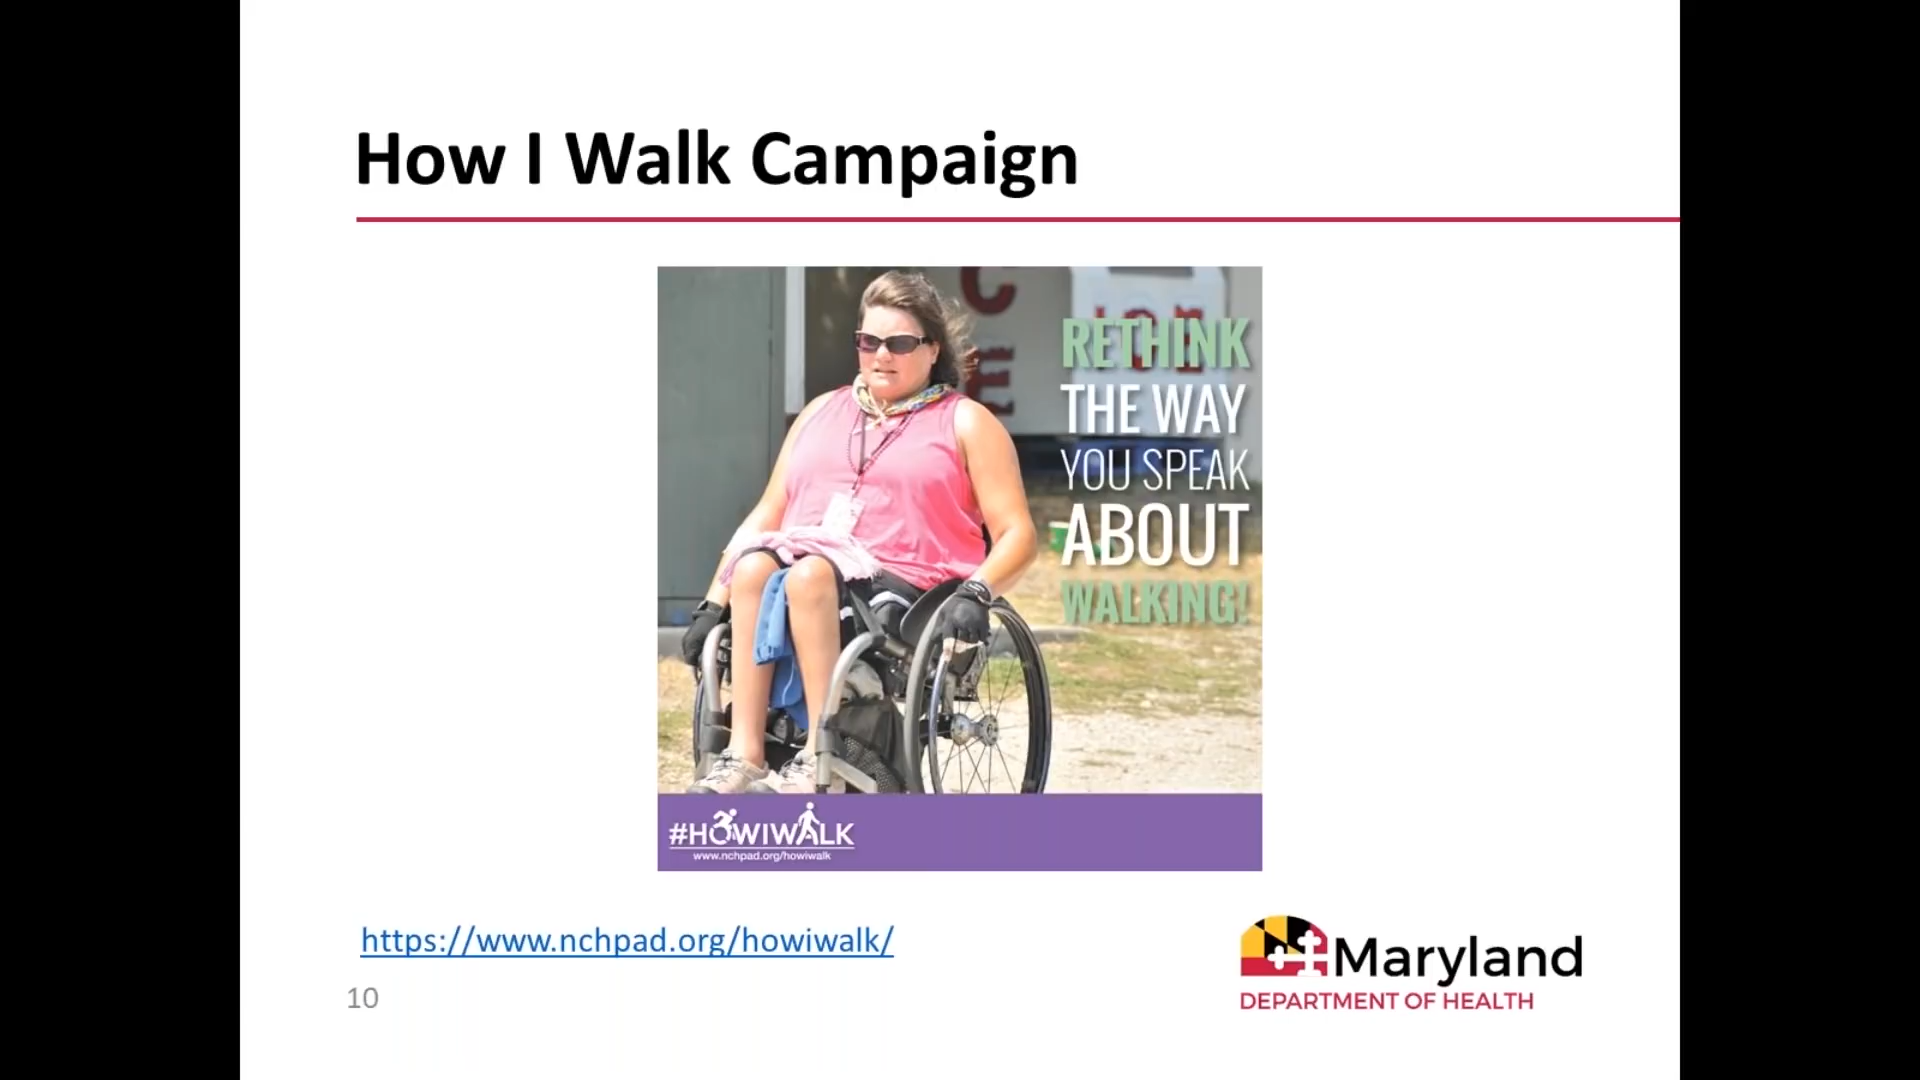 How I Walk Campaign
RETHINK
THE WAY
YOU SPEAK
ABOUT
WALKING!
#HOWIWALK
www.nchpad.org/howiwalk
https://www.nchpad.org/howiwalk/
10
Maryland
DEPARTMENT OF HEALTH